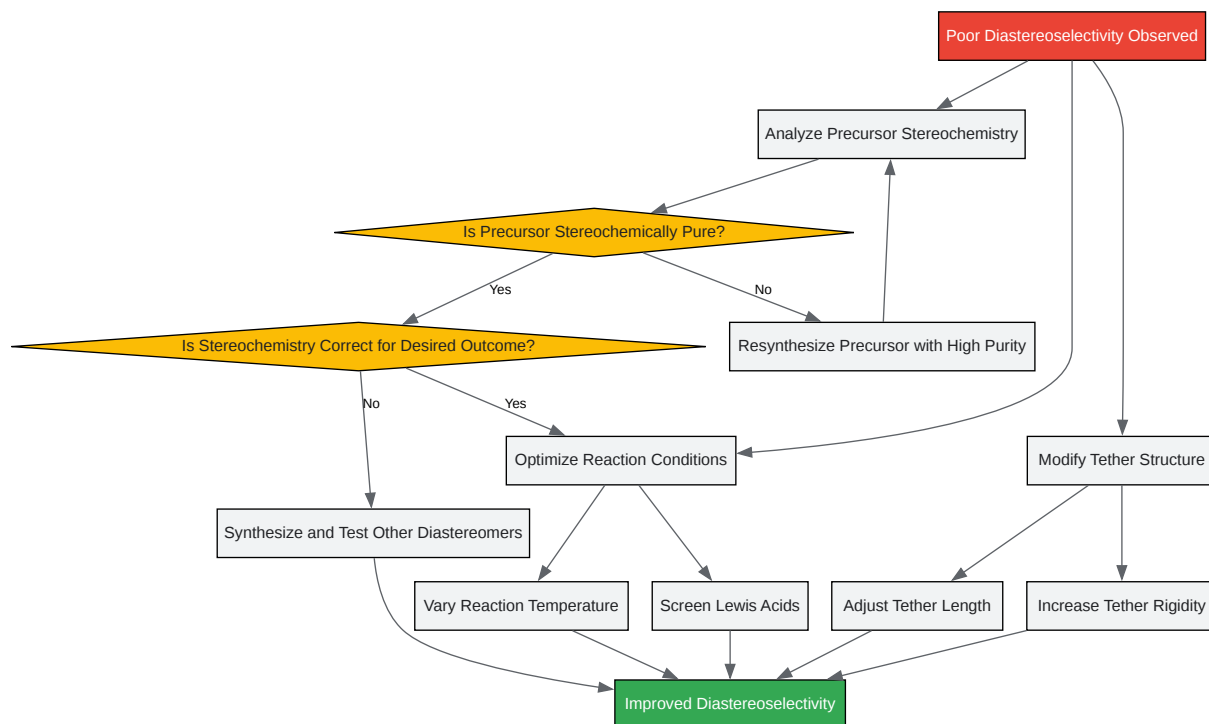 Poor Diastereoselectivity Observed
Analyze Precursor Stereochemistry
Is Precursor Stereochemically Pure?
Yes
No
Is Stereochemistry Correct for Desired Outcome?
Resynthesize Precursor with High Purity
No
Yes
Optimize Reaction Conditions
Modify Tether Structure
Synthesize and Test Other Diastereomers
Vary Reaction Temperature
Screen Lewis Acids
Adjust Tether Length
Increase Tether Rigidity
Improved Diastereoselectivity